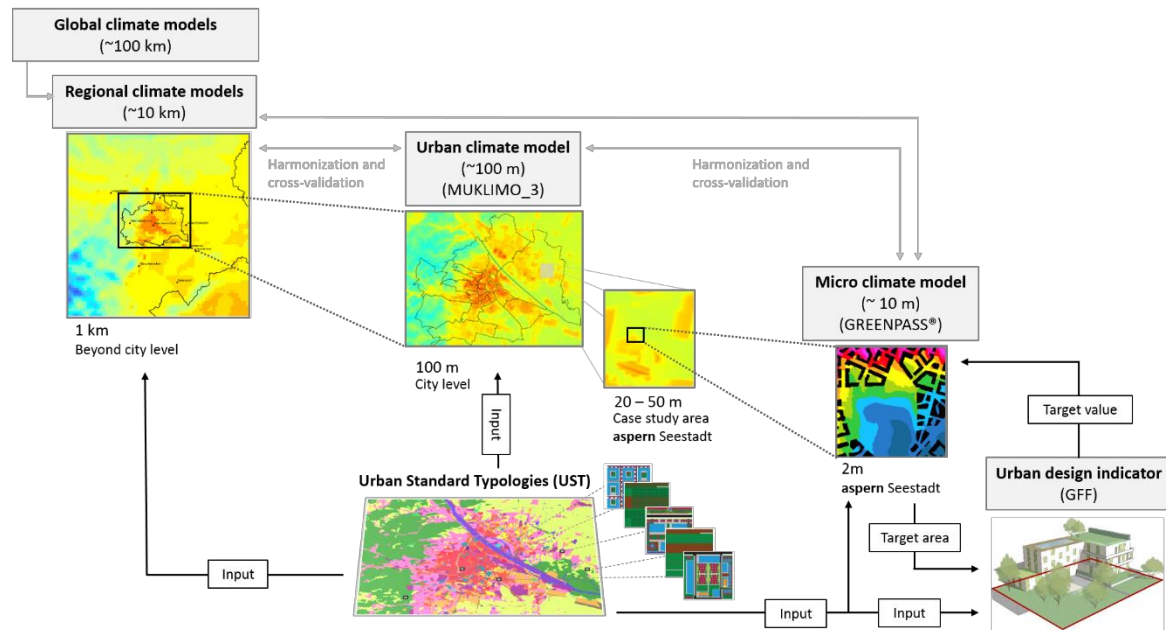 Global climate models
(~100 km)
Regional climate models
(~10 km)
Harmonization and
cross-validation
Urban climate model
(~100 m)
(MUKLIMO_3)
Harmonization and
cross-validation
Micro climate model
(~ 10 m)
(GREENPASS®)
1 km
Beyond city level
100 m
City level
20 – 50 m
Case study area
aspern Seestadt
2m
aspern Seestadt
Target value
Urban design indicator
(GFF)
Target area
Input
Urban Standard Typologies (UST)
Input
Input
Input